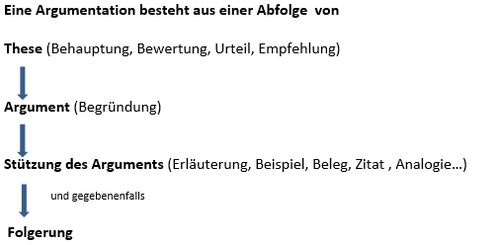 Eine Argumentation besteht aus einer Abfolge von
These (Behauptung, Bewertung, Urteil, Empfehlung)
Argument (Begründung)
Stützung des Arguments (Erläuterung, Beispiel, Beleg, Zitat , Analogie...)
und gegebenenfalls
Folgerung